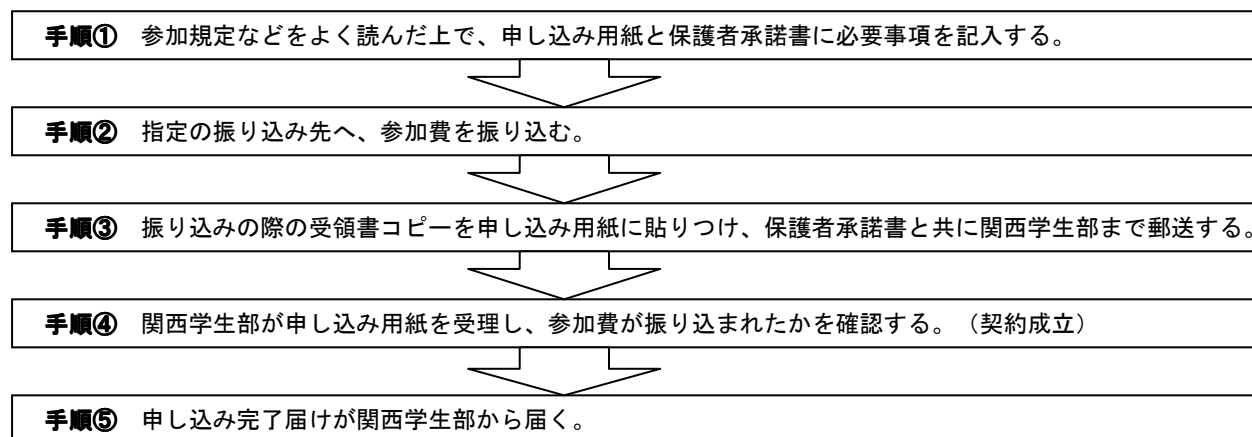 手順① 参加規定などをよく読んだ上で、申し込み用紙と保護者承諾書に必要事項を記入する。
手順② 指定の振り込み先へ、参加費を振り込む。
手順③ 振り込みの際の受領書コピーを申し込み用紙に貼りつけ、保護者承諾書と共に関西学生部まで郵送する。
手順④ 関西学生部が申し込み用紙を受理し、参加費が振り込まれたかを確認する。（契約成立）
手順⑤ 申し込み完了届けが関西学生部から届く。